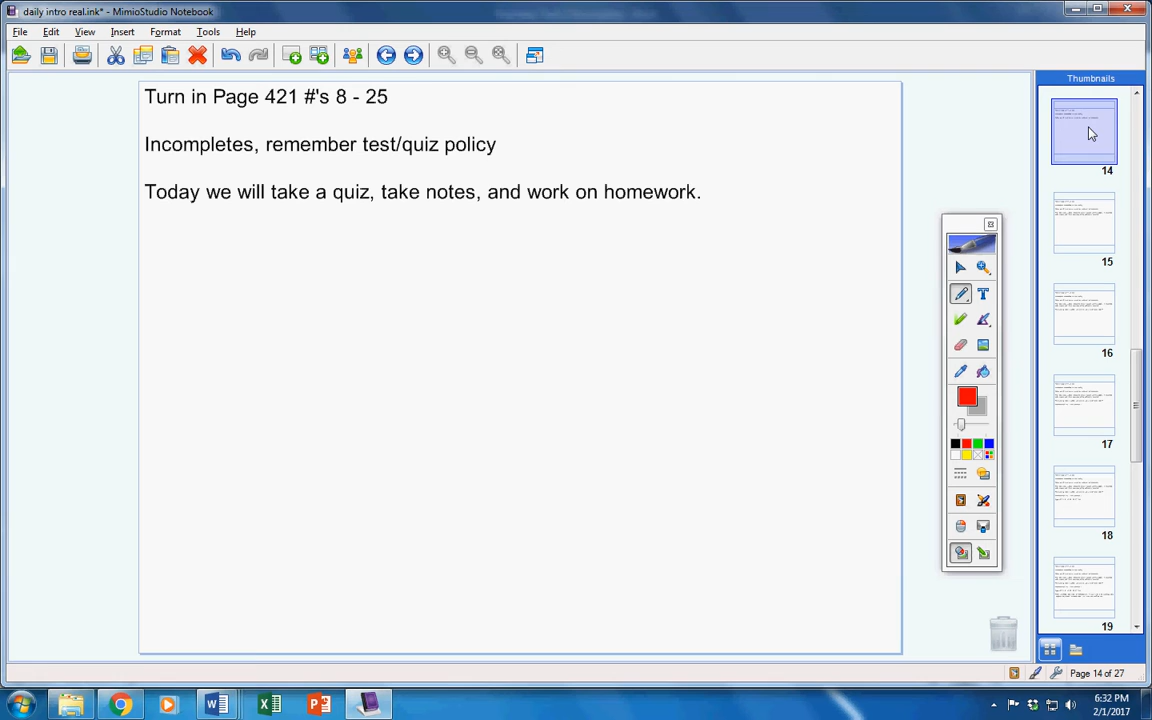 daily intro real.ink* - MimioStudio Notebook
File Edit View Insert Format Tools Help
Thumbnails
Turn in Page 421 #'s 8 - 25
Incompletes, remember test/quiz policy
Today we will take a quiz, take notes, and work on homework.
14
15
16
17
18
19
Page 14 of 27
6:32 PM
2/1/2017